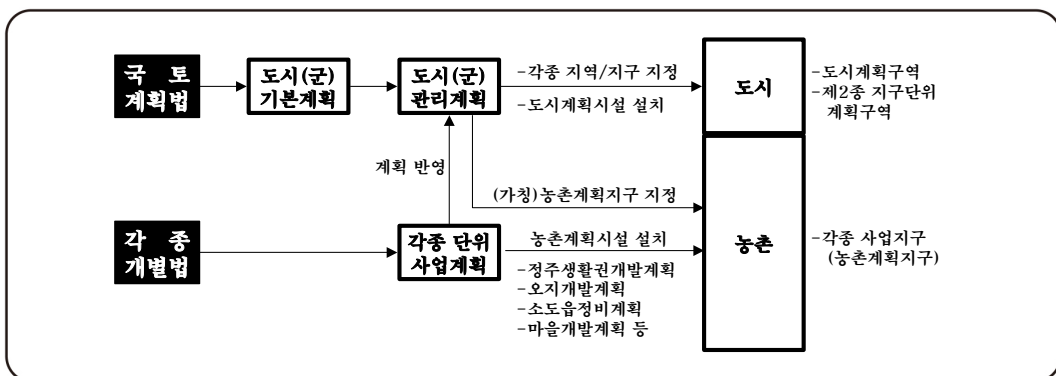 국 토
계획법
도시(군)
기본계획
도시(군)
관리계획
-각종 지역/지구 지정
-도시계획시설 설치
도시
-도시계획구역
-제2종 지구단위
계획구역
계획 반영
(가칭)농촌계획지구 지정
각 종
개별법
각종 단위
사업계획
농촌계획시설 설치
-정주생활권개발계획
-오지개발계획
-소도읍정비계획
-마을개발계획 등
농촌
-각종 사업지구
(농촌계획지구)